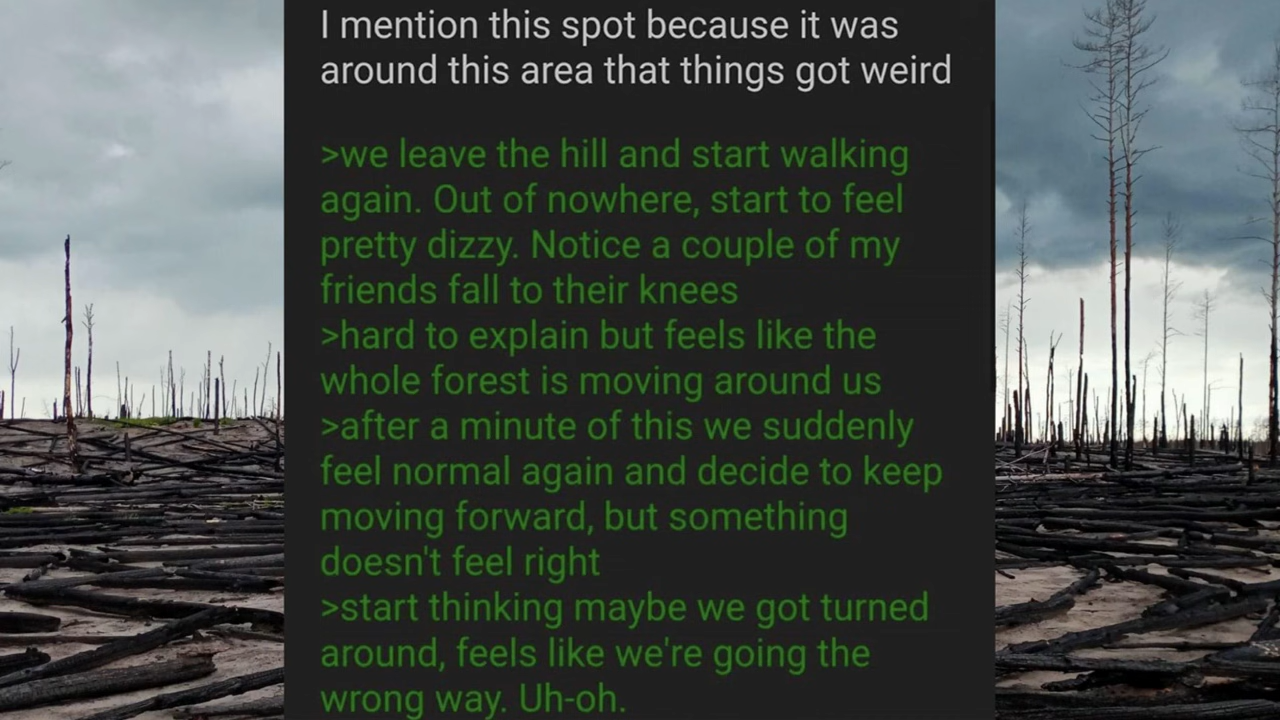 I mention this spot because it was
around this area that things got weird
>we leave the hill and start walking
again. Out of nowhere, start to feel
pretty dizzy. Notice a couple of my
friends fall to their knees
>hard to explain but feels like the
whole forest is moving around us
>after a minute of this we suddenly
feel normal again and decide to keep
moving forward, but something
doesn't feel right
>start thinking maybe we got turned
around, feels like we're going the
wrong way. Uh-oh.